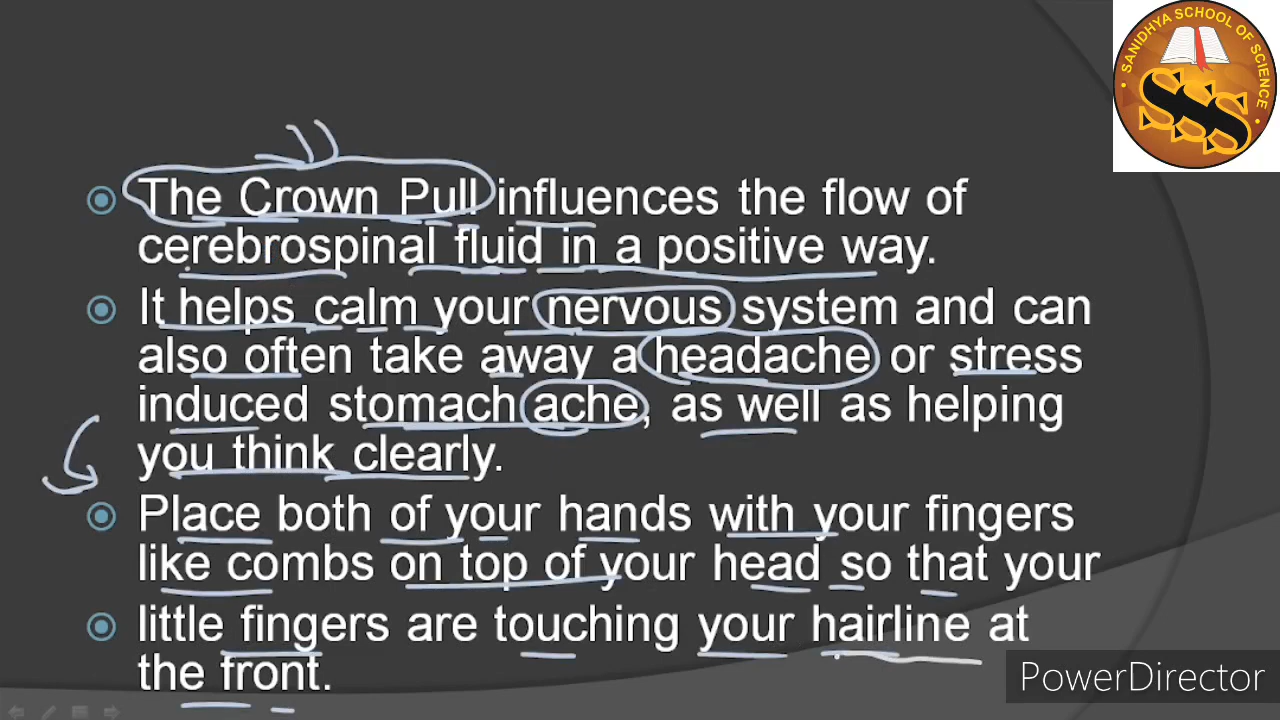 SANIDHYA SCHOOL OF SCIENCE
SSS
The Crown Pull influences the flow of
cerebrospinal fluid in a positive way.
It helps calm your nervous system and can
also often take away a headache or stress
induced stomach ache, as well as helping
you think clearly.
Place both of your hands with your fingers
like combs on top of your head so that your
little fingers are touching your hairline at
the front.
PowerDirector